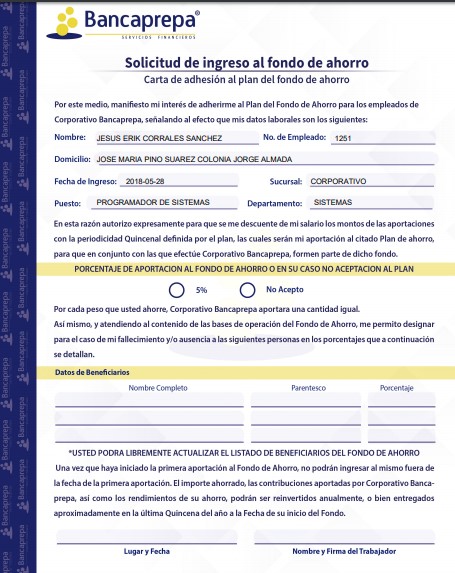 Bancaprepa®
SERVICIOS FINANCIEROS
Solicitud de ingreso al fondo de ahorro
Carta de adhesión al plan del fondo de ahorro
Por este medio, manifiesto mi interés de adherirme al Plan del Fondo de Ahorro para los empleados de
Corporativo Bancaprepa, señalando al efecto que mis datos laborales son los siguientes:
Nombre: JESUS ERIK CORRALES SANCHEZ No. de Empleado: 1251
Domicilio: JOSE MARIA PINO SUAREZ COLONIA JORGE ALMADA
Fecha de Ingreso: 2018-05-28 Sucursal: CORPORATIVO
Puesto: PROGRAMADOR DE SISTEMAS Departamento: SISTEMAS
En esta razón autorizo expresamente para que se me descuente de mi salario los montos de las aportaciones
con la periodicidad Quincenal definida por el plan, las cuales serán mi aportación al citado Plan de ahorro,
para que en conjunto con las que efectúe Corporativo Bancaprepa, formen parte de dicho fondo.
PORCENTAJE DE APORTACION AL FONDO DE AHORRO O EN SU CASO NO ACEPTACION AL PLAN
5% No Acepto
Por cada peso que usted ahorre, Corporativo Bancaprepa aportara una cantidad igual.
Así mismo, y atendiendo al contenido de las bases de operación del Fondo de Ahorro, me permito designar
para el caso de mi fallecimiento y/o ausencia a las siguientes personas en los porcentajes que a continuación
se detallan.
Datos de Beneficiarios
Nombre Completo Parentesco Porcentaje
*USTED PODRA LIBREMENTE ACTUALIZAR EL LISTADO DE BENEFICIARIOS DEL FONDO DE AHORRO
Una vez que haya iniciado la primera aportación al Fondo de Ahorro, no podrán ingresar al mismo fuera de
la fecha de la primera aportación. El importe ahorrado, las contribuciones aportadas por Corporativo Banca-
prepa, así como los rendimientos de su ahorro, podrán ser reinvertidos anualmente, o bien entregados
aproximadamente en la última Quincena del año a la Fecha de su inicio del Fondo.
Lugar y Fecha Nombre y Firma del Trabajador
Bancaprepa
Bancaprepa
Bancaprepa
Bancaprepa
Bancaprepa
Bancaprepa